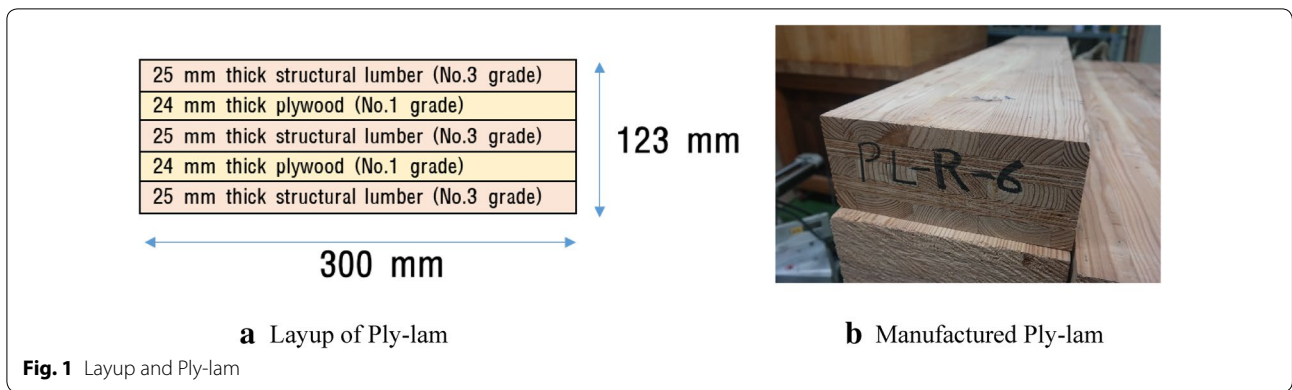 25 mm thick structural lumber (No.3 grade)
24 mm thick plywood (No.1 grade)
25 mm thick structural lumber (No.3 grade)
24 mm thick plywood (No.1 grade)
25 mm thick structural lumber (No.3 grade)
123 mm
300 mm
PL-R-6
a Layup of Ply-lam
b Manufactured Ply-lam
Fig. 1 Layup and Ply-lam